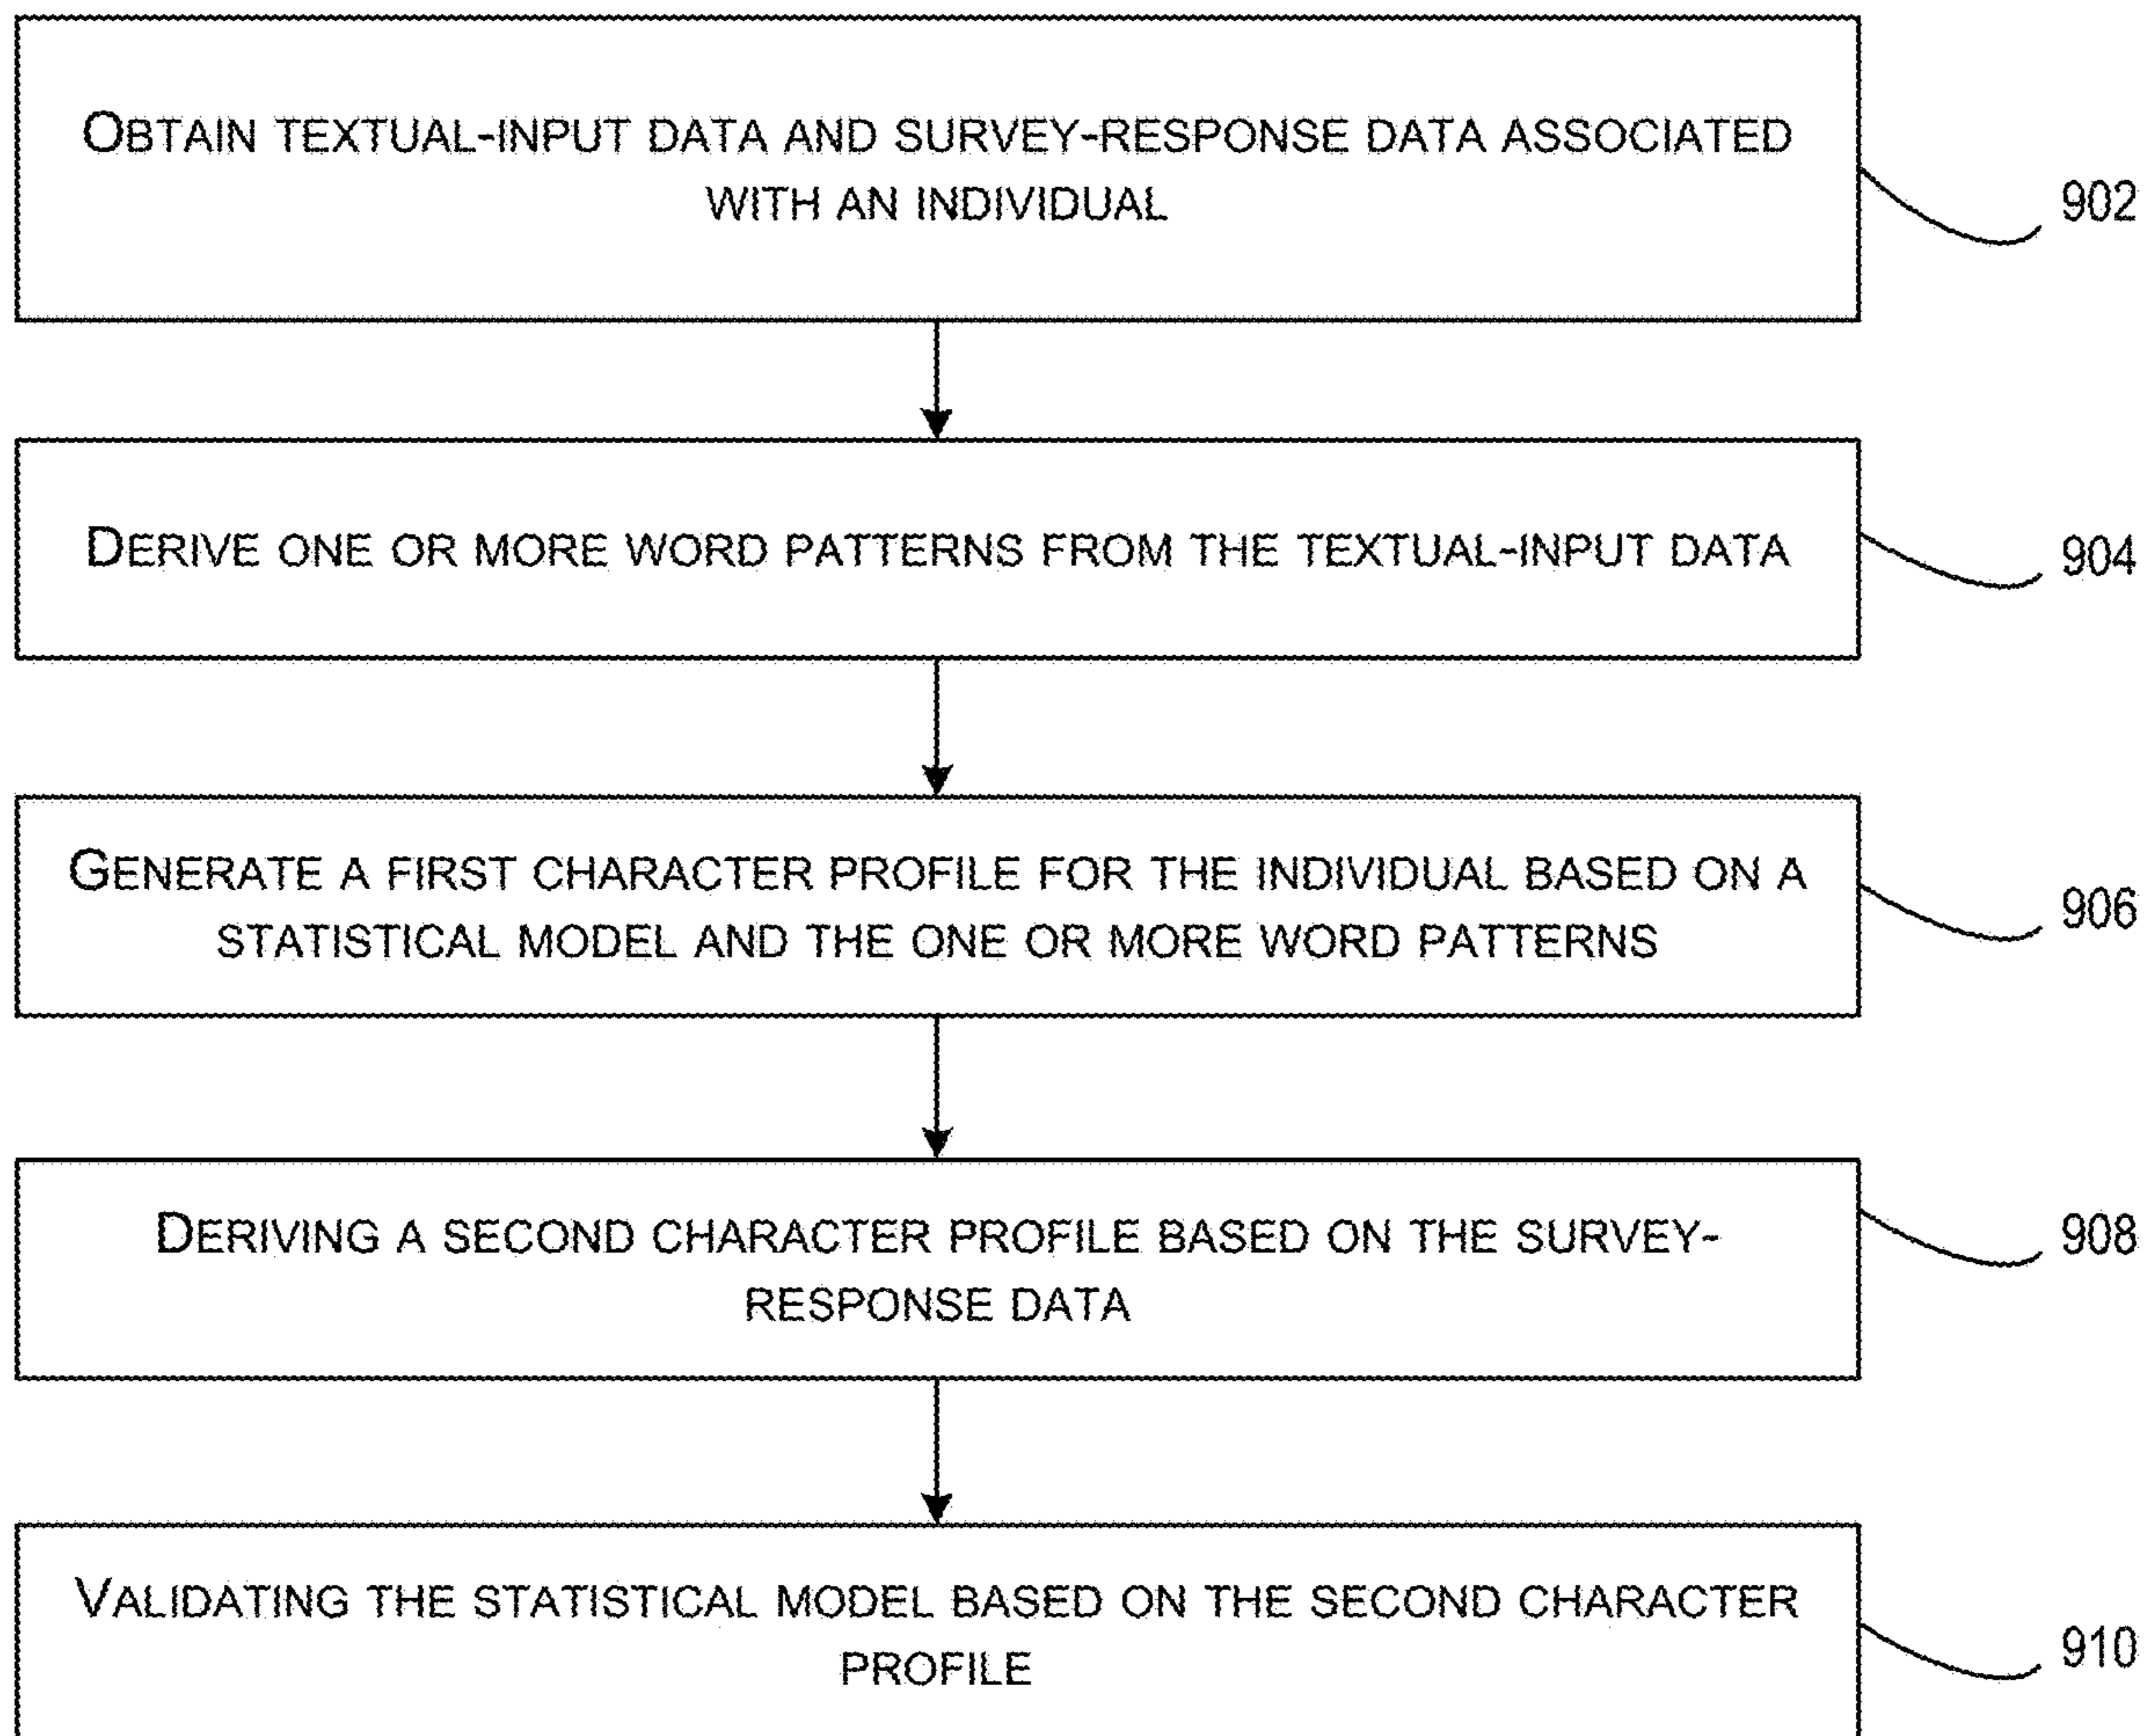 OBTAIN TEXTUAL-INPUT DATA AND SURVEY-RESPONSE DATA ASSOCIATED
WITH AN INDIVIDUAL
902
DERIVE ONE OR MORE WORD PATTERNS FROM THE TEXTUAL-INPUT DATA
904
GENERATE A FIRST CHARACTER PROFILE FOR THE INDIVIDUAL BASED ON A
STATISTICAL MODEL AND THE ONE OR MORE WORD PATTERNS
906
DERIVING A SECOND CHARACTER PROFILE BASED ON THE SURVEY-
RESPONSE DATA
908
VALIDATING THE STATISTICAL MODEL BASED ON THE SECOND CHARACTER
PROFILE
910